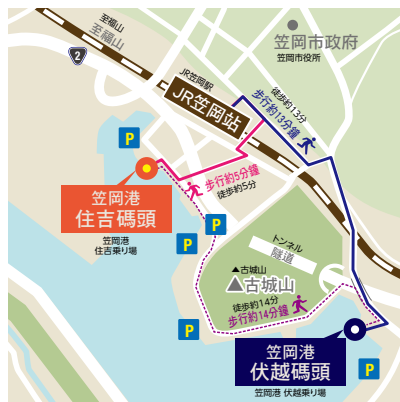 至福山
至福山
2
笠岡市政府
笠岡市役所
JR笠岡駅
JR笠岡站
徒歩約13分
步行約13分鐘
P
步行約5分鐘
徒歩約5分
笠岡港
住吉碼頭
笠岡港
住吉乗り場
P
P
トンネル
隧道
▲古城山
▲古城山
徒歩約14分
步行約14分鐘
P
笠岡港
伏越碼頭
笠岡港 伏越乗り場
P